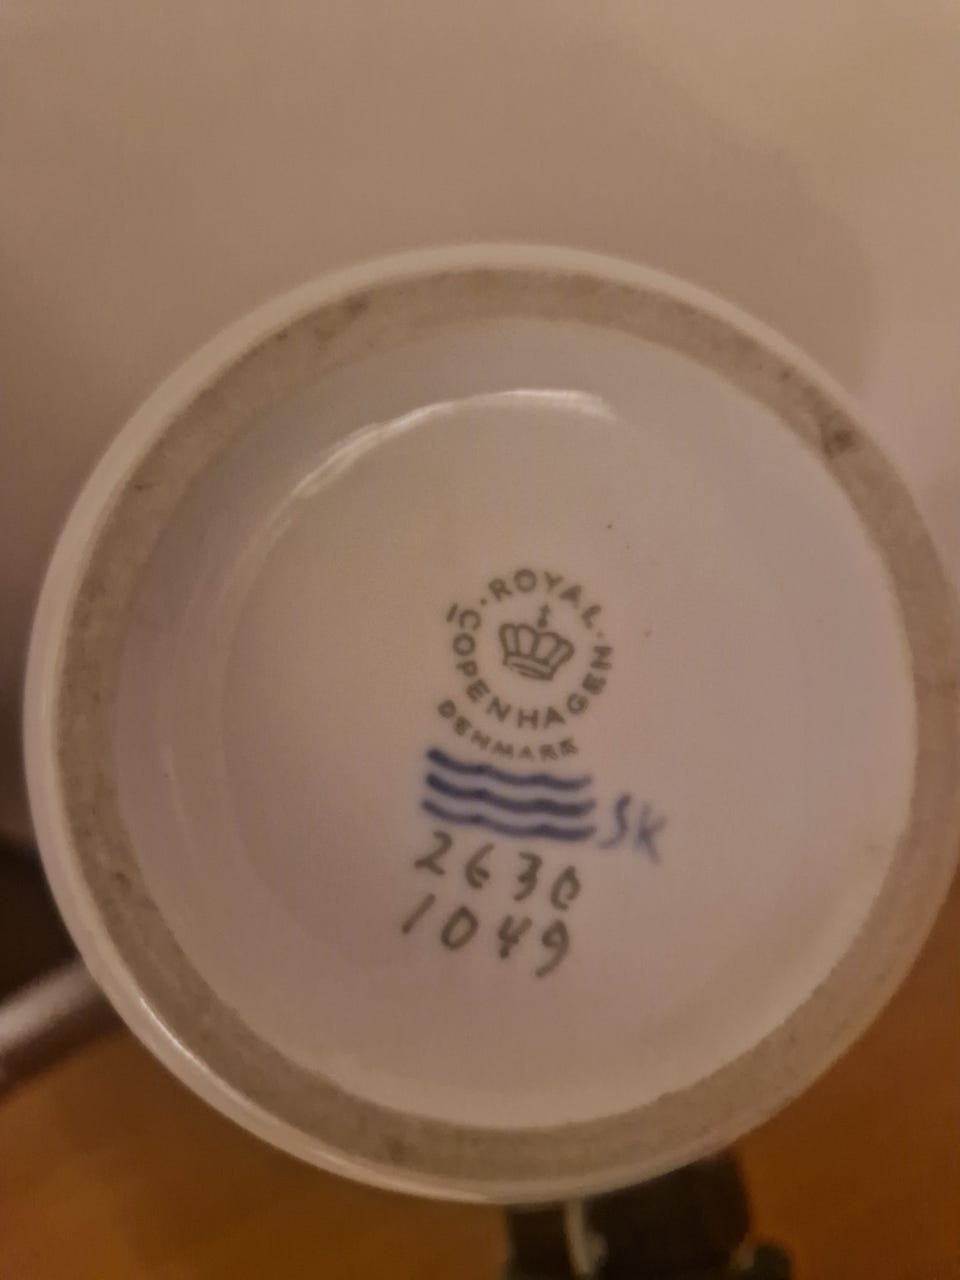 ROYAL
COPENHAGEN
DENMARK
SK
2630
1049